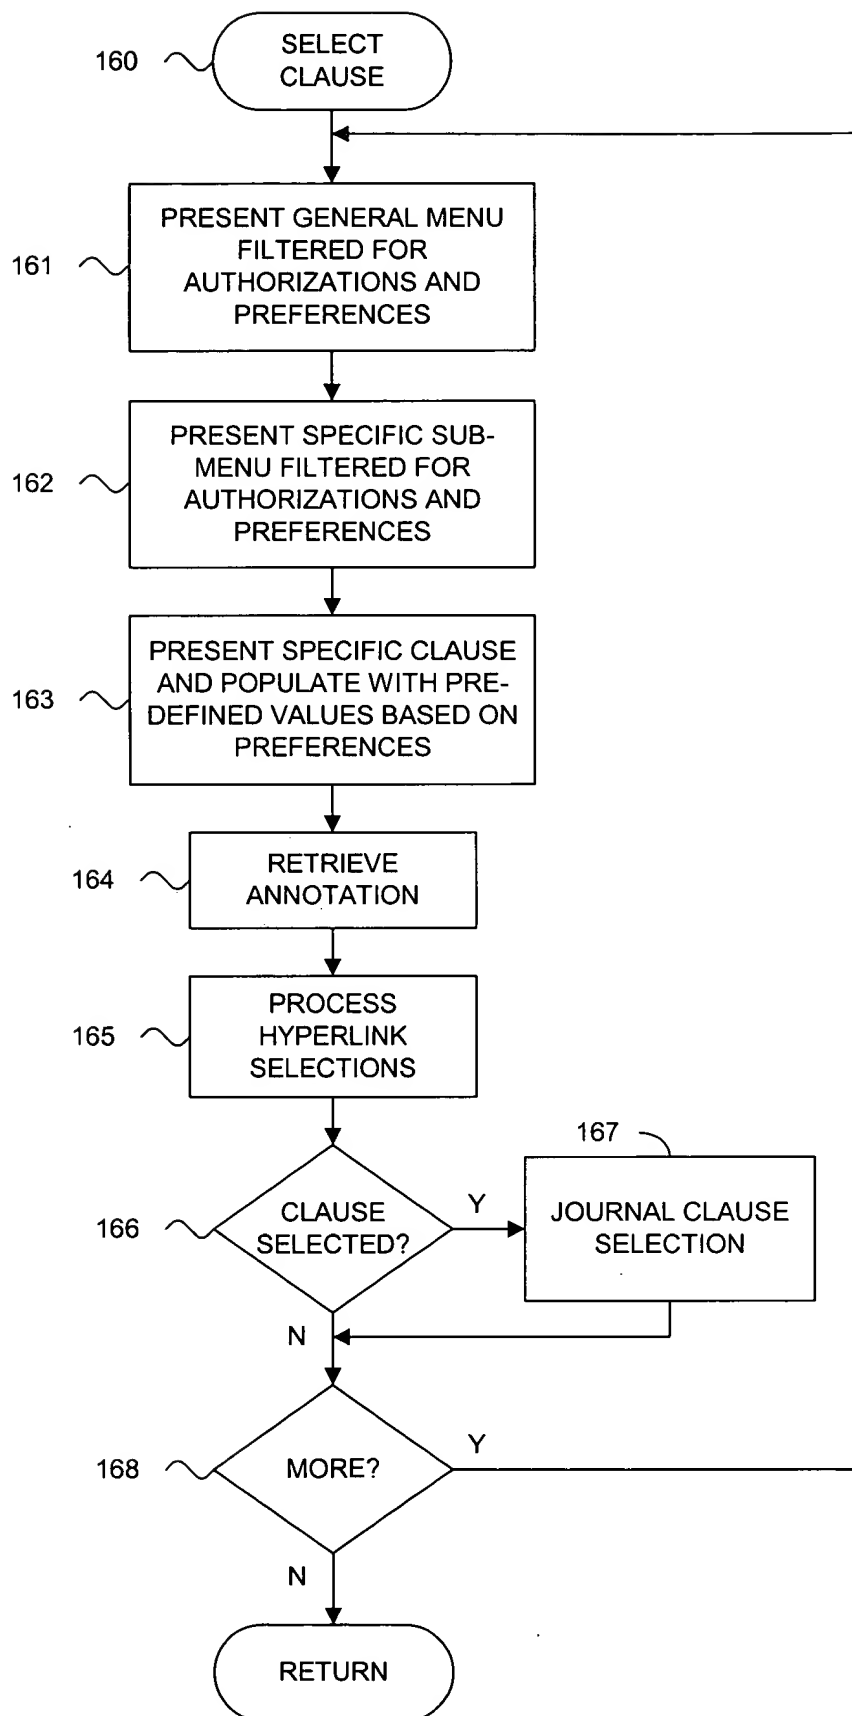 160
SELECT
CLAUSE
161
PRESENT GENERAL MENU
FILTERED FOR
AUTHORIZATIONS AND
PREFERENCES
162
PRESENT SPECIFIC SUB-
MENU FILTERED FOR
AUTHORIZATIONS AND
PREFERENCES
163
PRESENT SPECIFIC CLAUSE
AND POPULATE WITH PRE-
DEFINED VALUES BASED ON
PREFERENCES
164
RETRIEVE
ANNOTATION
165
PROCESS
HYPERLINK
SELECTIONS
166
CLAUSE
SELECTED?
Y
167
JOURNAL CLAUSE
SELECTION
N
168
MORE?
Y
N
RETURN